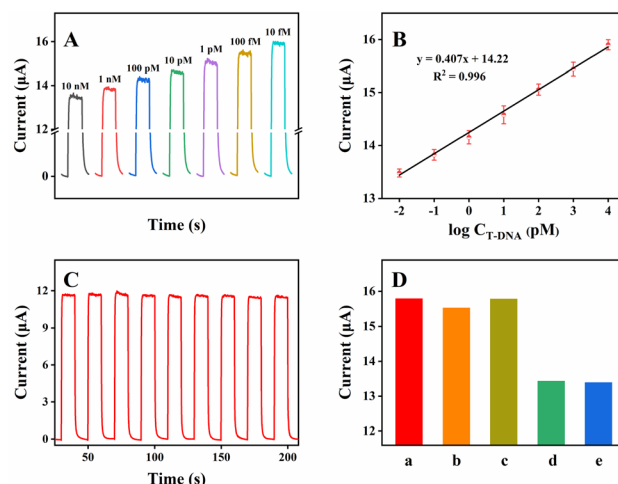 A
10 nM 1 nM 100 pM 10 pM 1 pM 100 fM 10 fM
16
14
12
0
Current (μA)
Time (s)
B
y = 0.407x + 14.22
R² = 0.996
16
15
14
13
-2 -1 0 1 2 3 4
Current (μA)
log C_T-DNA (pM)
C
12
9
6
3
0
50 100 150 200
Current (μA)
Time (s)
D
16
15
14
13
12
a b c d e
Current (μA)